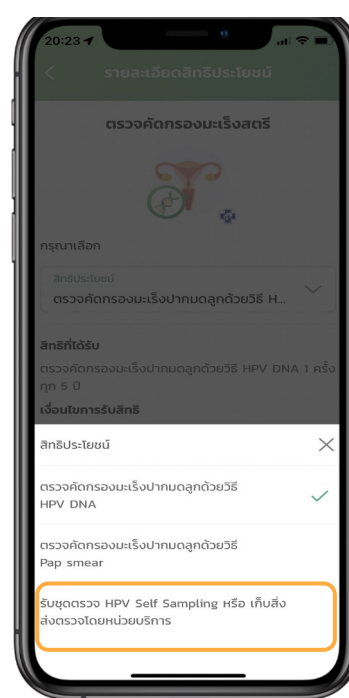 20:23
รายละเอียดสิทธิประโยชน์
ตรวจคัดกรองมะเร็งสตรี
กรุณาเลือก
สิทธิประโยชน์
ตรวจคัดกรองมะเร็งปากมดลูกด้วยวิธี H...
สิทธิที่ได้รับ
ตรวจคัดกรองมะเร็งปากมดลูกด้วยวิธี HPV DNA 1 ครั้ง
ทุก 5 ปี
เงื่อนไขการรับสิทธิ
สิทธิประโยชน์
ตรวจคัดกรองมะเร็งปากมดลูกด้วยวิธี
HPV DNA
ตรวจคัดกรองมะเร็งปากมดลูกด้วยวิธี
Pap smear
รับชุดตรวจ HPV Self Sampling หรือ เก็บสิ่ง
ส่งตรวจโดยหน่วยบริการ